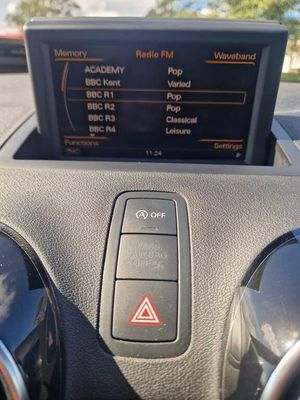 Memory Radio FM Waveband
ACADEMY Pop
BBC Kent Varied
BBC R1 Pop
BBC R2 Pop
BBC R3 Classical
BBC R4 Leisure
Functions Settings
11:24
A OFF